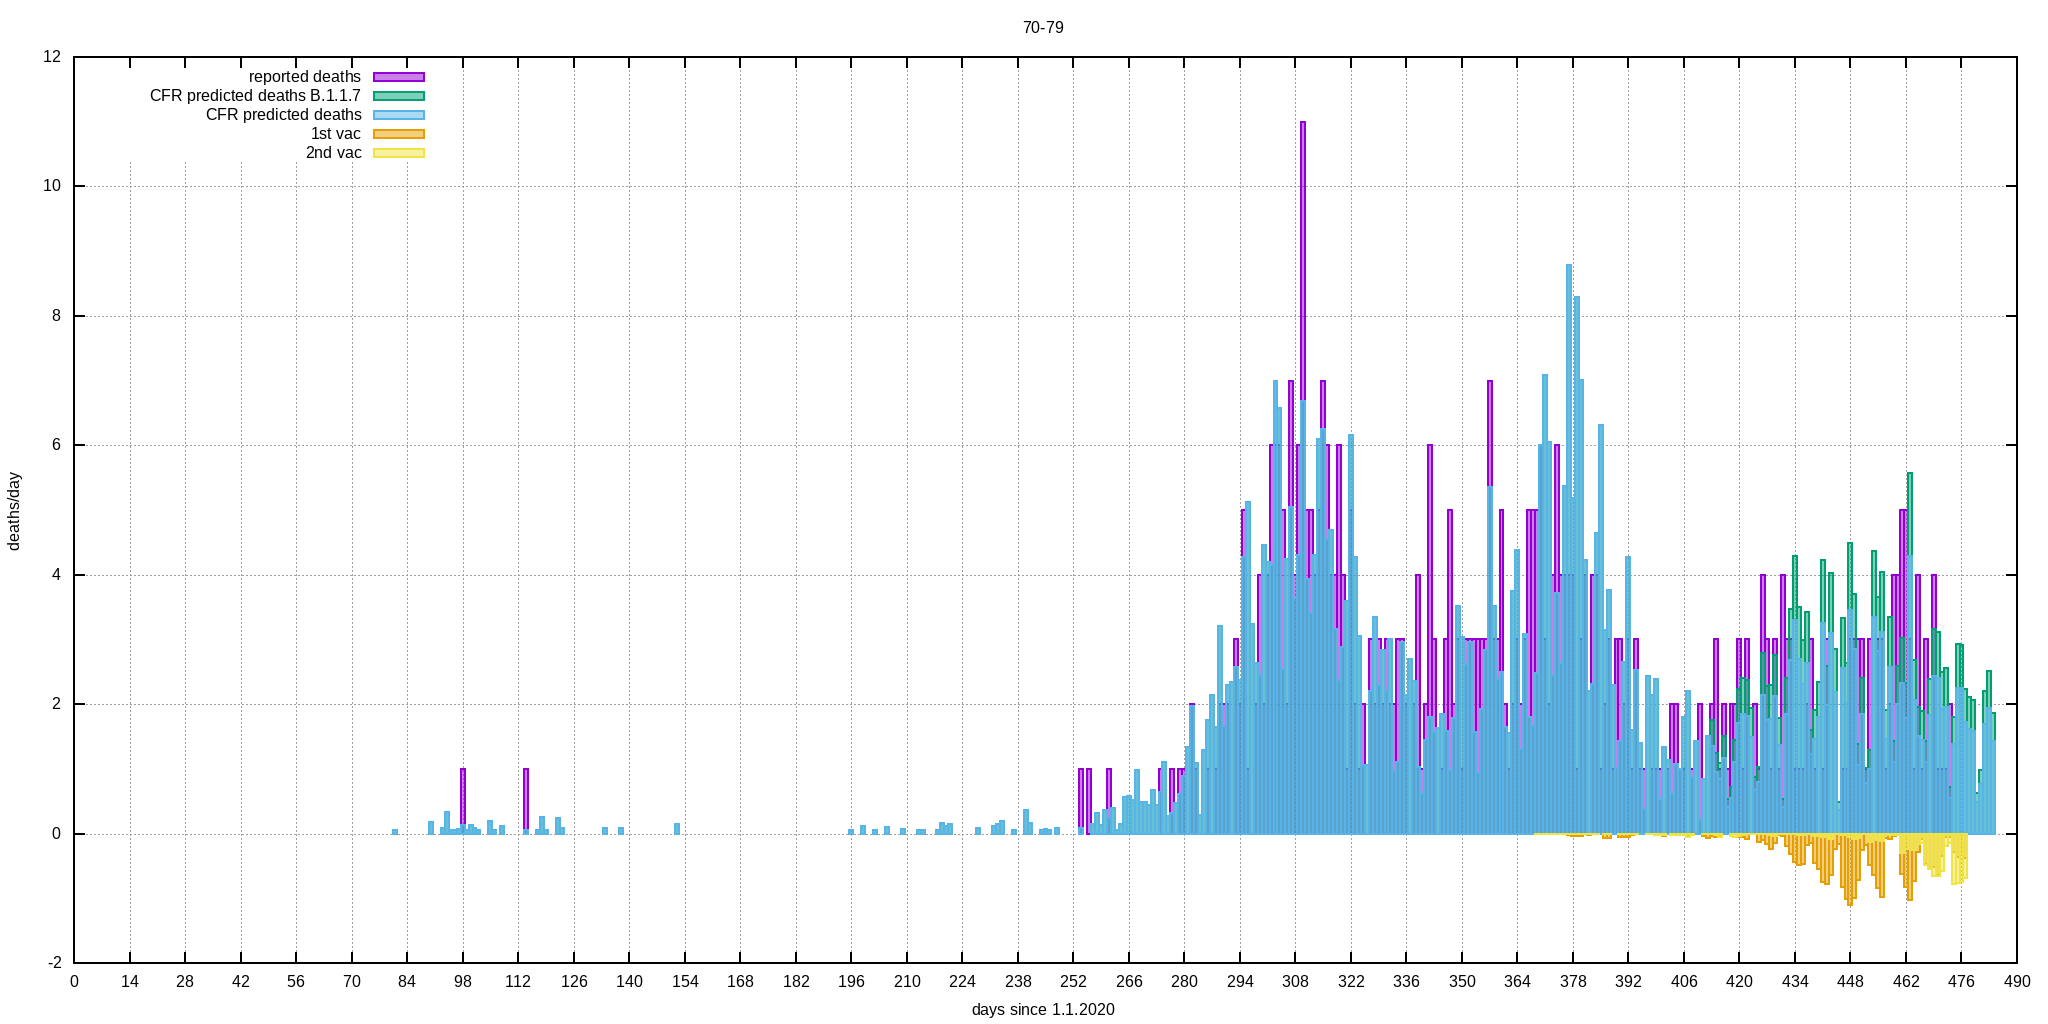 70-79
reported deaths
CFR predicted deaths B.1.1.7
CFR predicted deaths
1st vac
2nd vac
12
10
8
6
4
2
0
-2
deaths/day
0 14 28 42 56 70 84 98 112 126 140 154 168 182 196 210 224 238 252 266 280 294 308 322 336 350 364 378 392 406 420 434 448 462 476 490
days since 1.1.2020